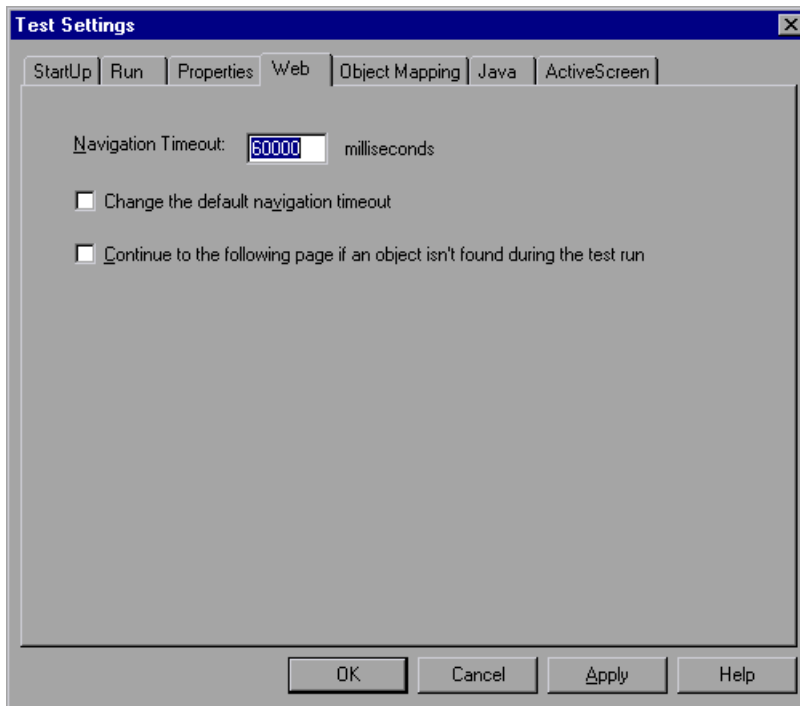 Test Settings
StartUp Run Properties Web Object Mapping Java ActiveScreen
Navigation Timeout: 60000 milliseconds
Change the default navigation timeout
Continue to the following page if an object isn't found during the test run
OK Cancel Apply Help